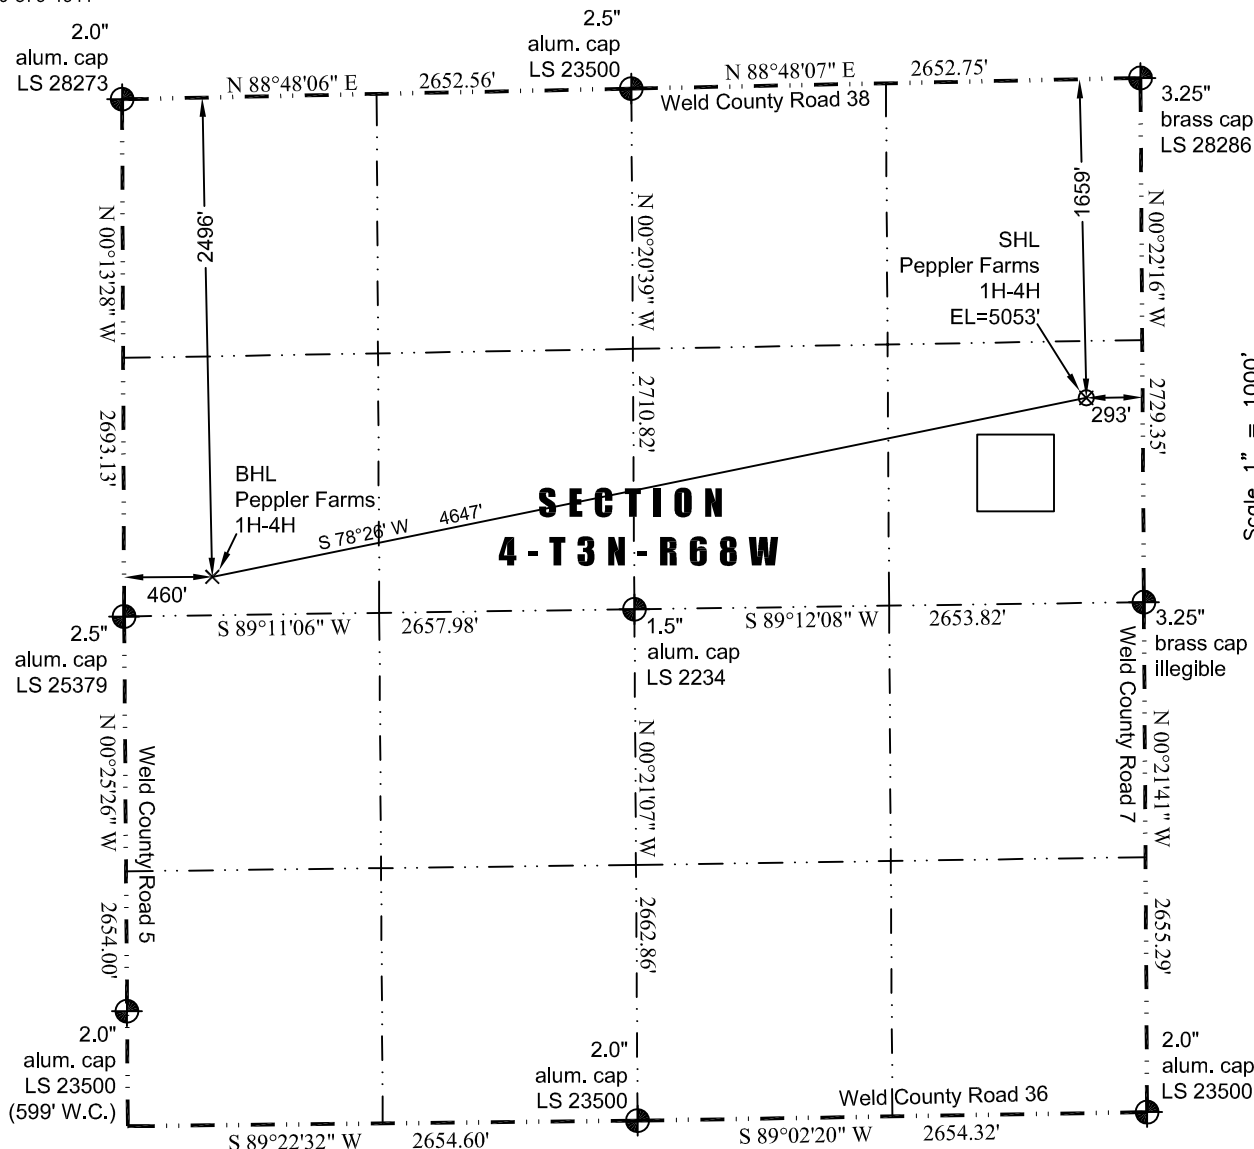 2.0"
alum. cap
LS 28273
2.5"
alum. cap
LS 23500
N 88°48'06" E
2652.56'
N 88°48'07" E
2652.75'
Weld County Road 38
3.25"
brass cap
LS 28286
N 00°13'28" W
2693.13'
2496'
N 00°20'39" W
2710.82'
1659'
N 00°22'16" W
2729.35'
SHL
Peppler Farms
1H-4H
EL=5053'
293'
Scale 1" = 1000'
BHL
Peppler Farms
1H-4H
S 78°26' W
4647'
SECTION
4-T3N-R68W
460'
2.5"
alum. cap
LS 25379
S 89°11'06" W
2657.98'
1.5"
alum. cap
LS 2234
S 89°12'08" W
2653.82'
3.25"
brass cap
illegible
N 00°25'26" W
2654.00'
Weld County Road 5
N 00°21'07" W
2662.86'
Weld County Road 7
N 00°21'41" W
2655.29'
2.0"
alum. cap
LS 23500
(599' W.C.)
2.0"
alum. cap
LS 23500
Weld County Road 36
2.0"
alum. cap
LS 23500
S 89°22'32" W
2654.60'
S 89°02'20" W
2654.32'